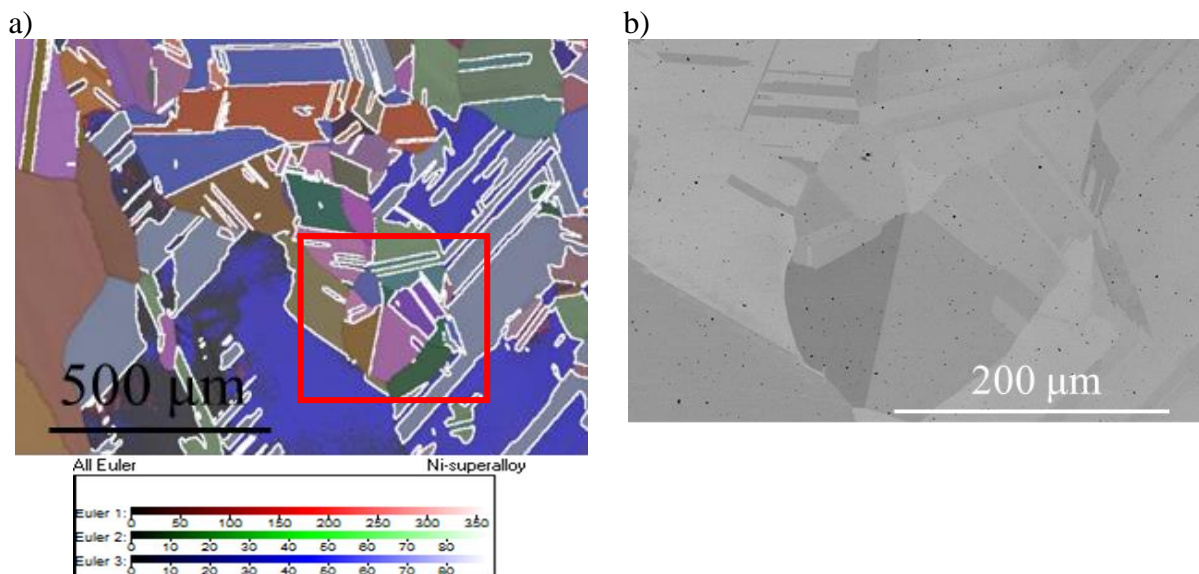 a)
b)
500 μm
200 μm
All Euler Ni-superalloy
Euler 1:
0 50 100 150 200 250 300 350
Euler 2:
0 10 20 30 40 50 60 70 80
Euler 3:
0 10 20 30 40 50 60 70 80